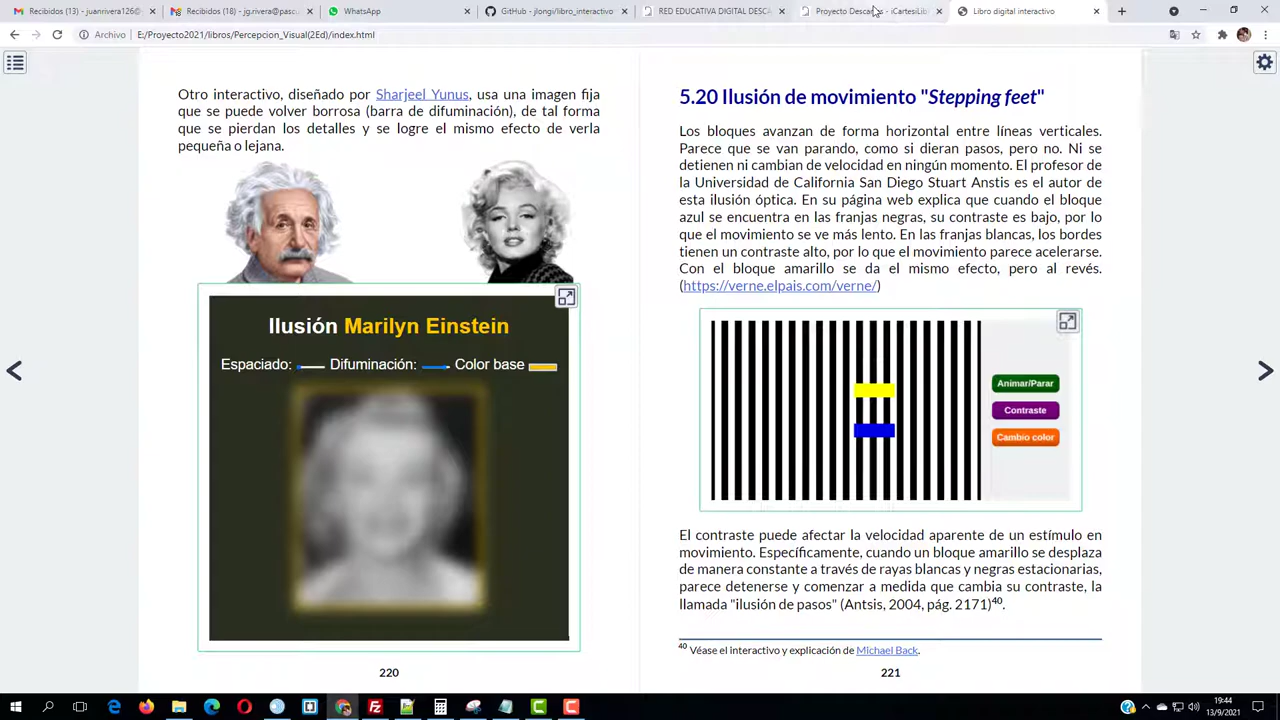 Recibidos (13) - juanrivera126@
Recibidos (18) - jg.rivera@pascu
WhatsApp
GitHub - jlongi/libro_interactivo
RED EDUCATIVA DIGITAL DESCA
Proyecto Desca
- iCartesiLib
Libro digital interactivo
Archivo
E:/Proyecto2021/libros/Percepcion_Visual(2Ed)/index.html
Otro interactivo, diseñado por Sharjeel Yunus, usa una imagen fija
que se puede volver borrosa (barra de difuminación), de tal forma
que se pierdan los detalles y se logre el mismo efecto de verla
pequeña o lejana.
Ilusión Marilyn Einstein
Espaciado: Difuminación: Color base
220
5.20 Ilusión de movimiento "Stepping feet"
Los bloques avanzan de forma horizontal entre líneas verticales.
Parece que se van parando, como si dieran pasos, pero no. Ni se
detienen ni cambian de velocidad en ningún momento. El profesor de
la Universidad de California San Diego Stuart Anstis es el autor de
esta ilusión óptica. En su página web explica que cuando el bloque
azul se encuentra en las franjas negras, su contraste es bajo, por lo
que el movimiento se ve más lento. En las franjas blancas, los bordes
tienen un contraste alto, por lo que el movimiento parece acelerarse.
Con el bloque amarillo se da el mismo efecto, pero al revés.
(https://verne.elpais.com/verne/)
Animar/Parar
Contraste
Cambio color
El contraste puede afectar la velocidad aparente de un estímulo en
movimiento. Específicamente, cuando un bloque amarillo se desplaza
de manera constante a través de rayas blancas y negras estacionarias,
parece detenerse y comenzar a medida que cambia su contraste, la
llamada "ilusión de pasos" (Antsis, 2004, pág. 2171)40.
40 Véase el interactivo y explicación de Michael Back.
221
19:44
13/9/2021